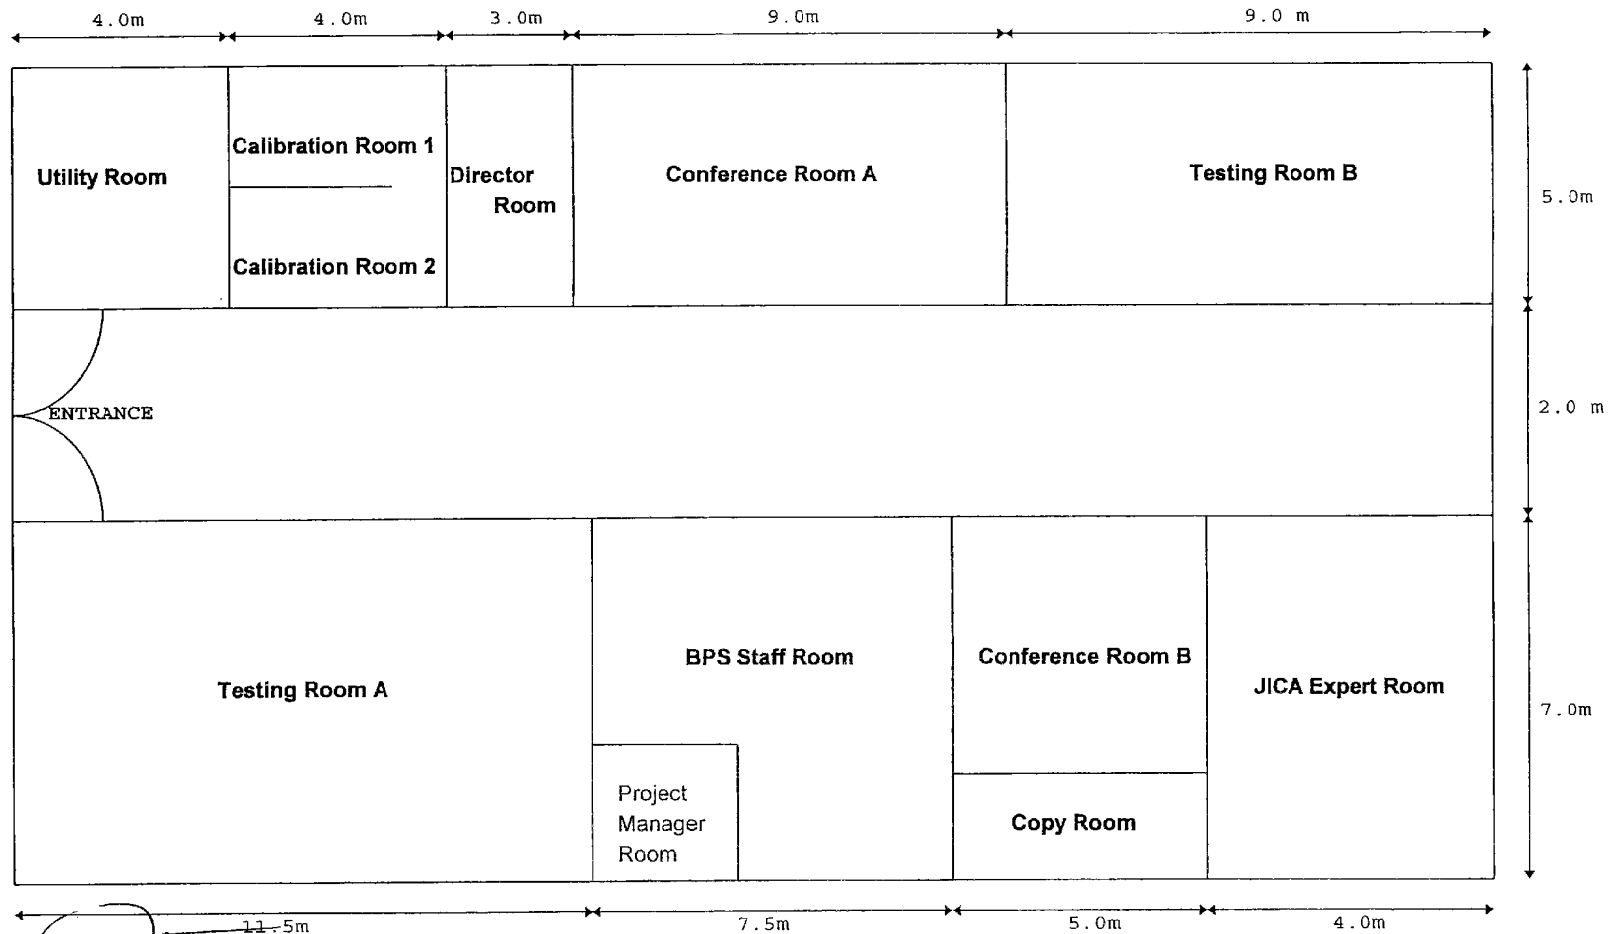 4.0m 4.0m 3.0m 9.0m 9.0 m
Utility Room
Calibration Room 1
Calibration Room 2
Director
Room
Conference Room A
Testing Room B
5.0m
ENTRANCE
2.0 m
Testing Room A
BPS Staff Room
Project
Manager
Room
Conference Room B
Copy Room
JICA Expert Room
7.0m
11.5m 7.5m 5.0m 4.0m